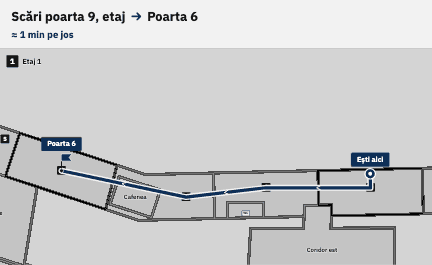 Scări poarta 9, etaj → Poarta 6
≈ 1 min pe jos
1 Etaj 1
Poarta 6
Ești aici
Cafenea
Condor est